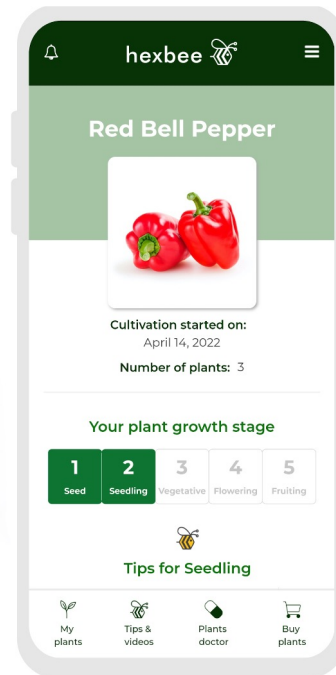 hexbee
Red Bell Pepper
Cultivation started on:
April 14, 2022
Number of plants: 3
Your plant growth stage
1 2 3 4 5
Seed Seedling Vegetative Flowering Fruiting
Tips for Seedling
My plants
Tips & videos
Plants doctor
Buy plants